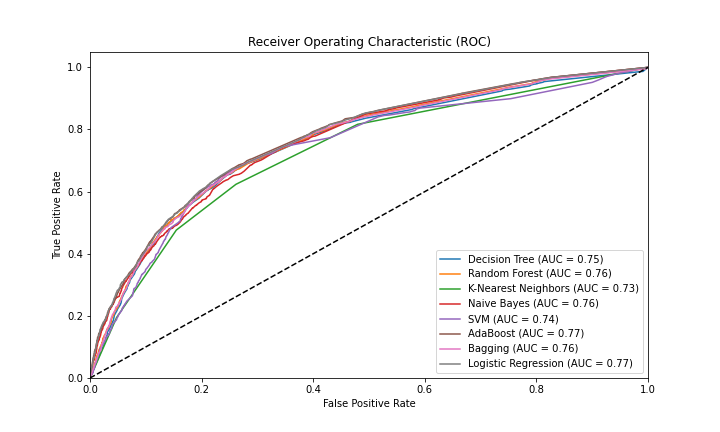 Receiver Operating Characteristic (ROC)
True Positive Rate
1.0
0.8
0.6
0.4
0.2
0.0
Decision Tree (AUC = 0.75)
Random Forest (AUC = 0.76)
K-Nearest Neighbors (AUC = 0.73)
Naive Bayes (AUC = 0.76)
SVM (AUC = 0.74)
AdaBoost (AUC = 0.77)
Bagging (AUC = 0.76)
Logistic Regression (AUC = 0.77)
0.0 0.2 0.4 0.6 0.8 1.0
False Positive Rate